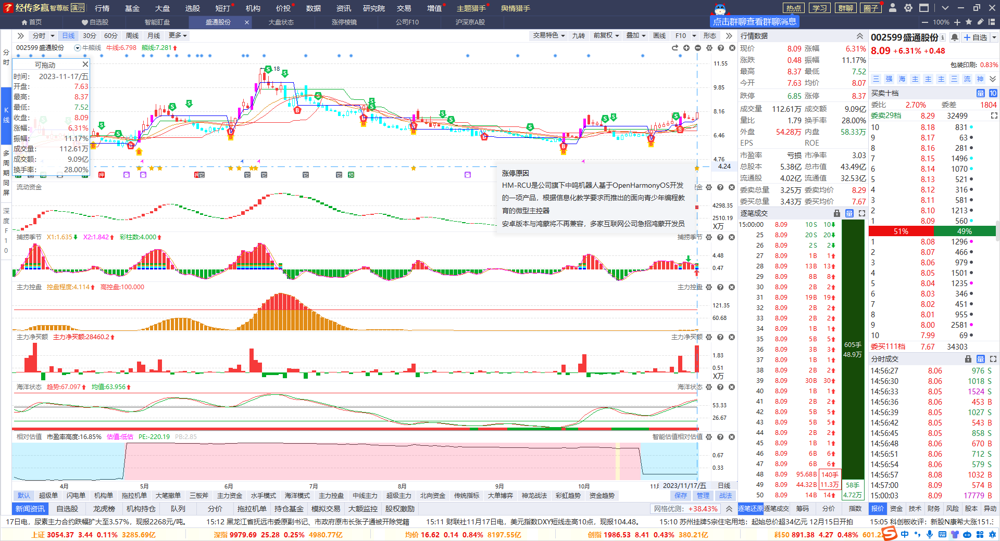 经传多赢 智尊版 演示 行情 基金 大盘 选股 短打 机构 价投 数据 资讯 研究院 交易 增值 主题猎手 舆情猎手 热点 学习 群聊 圈子
首页 自选股 智能盯盘 盛通股份 大盘状态 涨停棱镜 公司F10 沪深京A股 点击群聊查看群聊消息 100%
分时 日线 30分 60分 周线 月线 更多 交易特色 九转 前复权 叠加 画线 F10 形态
002599 盛通股份 牛熊线 牛线:6.798 熊线:7.281
可拖动
时间: 2023-11-17/五
开盘: 7.63
最高: 8.37
最低: 7.52
收盘: 8.09
涨幅: 6.31%
振幅: 11.17%
成交量: 112.61万
成交额: 9.09亿
换手率: 28.00%
分时
K线
多周期同屏
深度F10
11.55
9.85
8.16
6.46
4.76
4.24
涨停原因
HM-RCU是公司旗下中鸣机器人基于OpenHarmonyOS开发
的一项产品，根据信息化教学要求而推出的面向青少年编程教
育的微型主控器
安卓版本与鸿蒙将不再兼容，多家互联网公司急招鸿蒙开发员
流动资金
4298.35
2510.19
X万
捕捞季节 X1:1.635 X2:1.842 彩柱数:4.000 捕捞季节
4.48
0.47
主力控盘 控盘程度:4.114 高控盘:100.000 主力控盘
121.35
60.68
主力净买额 主力净买额:28460.2 主力净买额
1.83
0.51
X万
海洋状态 趋势:67.097 均值:63.956 海洋状态
53.33
26.67
相对估值 市盈率高度:16.85% 估值:低估 PE:-220.19 PB:2.85 智能估值相对估值
0.67
0.33
4月 5月 6月 7月 8月 9月 10月 11月 2023/11/17/五 日线
默认 超级单 闪电单 机构单 拖拉机单 大笔撤单 三板斧 主力资金 水手模式 海洋模式 主力控盘 中线主力 超级主力 北向资金 传统指标 大单博弈 神龙战法 彩虹趋势 资金趋势 保存 管理 战法
新闻资讯 自选股 龙虎榜 机构持仓 队列 分价 拖拉机单 持仓基金 模拟交易 大额监控 股权激励 网格优测: +38.43%
行情数据
现价 8.09 涨幅 6.31%
涨跌 0.48 振幅 11.17%
最高 8.37 最低 7.52
今开 7.63 均价 8.07
跌停 6.85 涨停 8.37
成交量 112.61万 成交额 9.09亿
量比 1.79 换手率 28.00%
外盘 54.28万 内盘 58.33万
EPS ROE
市盈率 亏损 市净率 3.03
总股本 5.38亿 总市值 43.49亿
流通股 4.02亿 流通值 32.53亿
委卖总量 3.25万 委卖均价 8.29
委买总量 3.43万 委买均价 7.67
逐笔成交 量
15:00:00 8.09 10 S 10
25 8.09 20 S 20
26 8.09 2 S 2
27 8.09 1 B 1
28 8.09 13 B 13
29 8.09 8 B 8
30 8.09 2 B 2
31 8.09 19 B 19
32 8.09 2 B 2
33 8.09 2 B 2
34 8.09 1 B 1
35 8.09 5 B 5
36 8.09 3 B 3
37 8.09 1 B 1
38 8.09 2 B 2
39 8.09 30 B 30
40 8.09 1 B 1
41 8.09 2 B 2
42 8.09 5 B 5
43 8.09 5 B 5
44 8.09 2 B 2
45 8.09 1 B 1
46 8.09 6 B 6
47 8.09 6 B 6
48 8.09 95.68 B 140手
49 8.09 44.32 B 11.3万
50 8.09 14 B 14
605手
48.9万
58手
4.72万
逐笔还原 逐笔成交 筹码 分价 指数
002599 盛通股份 自选
8.09 +6.31% +0.48
包装印刷: 0.83%
三 强 海 主 主 主 三 流 神
买卖十档 量 10
委比 2.70% 委差 1804
委卖29档 8.29 32499
10 8.18 831
9 8.17 63
8 8.16 281
7 8.15 1496
6 8.14 1070
5 8.13 521
4 8.12 316
3 8.11 581
2 8.10 1213
1 8.09 560
51% 49%
1 8.08 1296
2 8.07 466
3 8.06 979
4 8.05 1501
5 8.04 1235
6 8.03 346
7 8.02 451
8 8.01 955
9 8.00 2581
10 7.99 69
委买111档 7.67 34303
分时成交 量
14:56:27 8.06 976 S
14:56:30 8.06 1018 S
14:56:33 8.05 1524 S
14:56:36 8.06 453 B
14:56:39 8.05 1027 S
14:56:42 8.06 543 B
14:56:45 8.06 858 S
14:56:48 8.06 670 B
14:56:51 8.06 712 S
14:56:54 8.06 579 S
14:56:57 8.08 1032 B
14:57:00 8.09 574 B
15:00:03 8.09 17779 B
报价 资金 技术 财务 风险 股本 异动
17日电，尿素主力合约跌幅扩大至3.57%，现报2268元/吨。 15:12 黑龙江省抚远市委原副书记、市政府原市长张子通被开除党籍 15:11 财联社11月17日电，美元指数DXY短线走高10点，现报104.48。 15:10 苏州挂牌5宗住宅用地：起始总价超34亿元 12月15日开拍 15:05 科创板收评：新股N康希大涨151.3
上证 3054.37 3.44 0.11% 3285.69亿 深指 9979.69 25.28 0.25% 4980.77亿 均价 16.62 0.14 0.84% 8197.55亿 创指 1986.53 8.41 0.43% 380.21亿 科50 891.38 4.27 0.48% 中